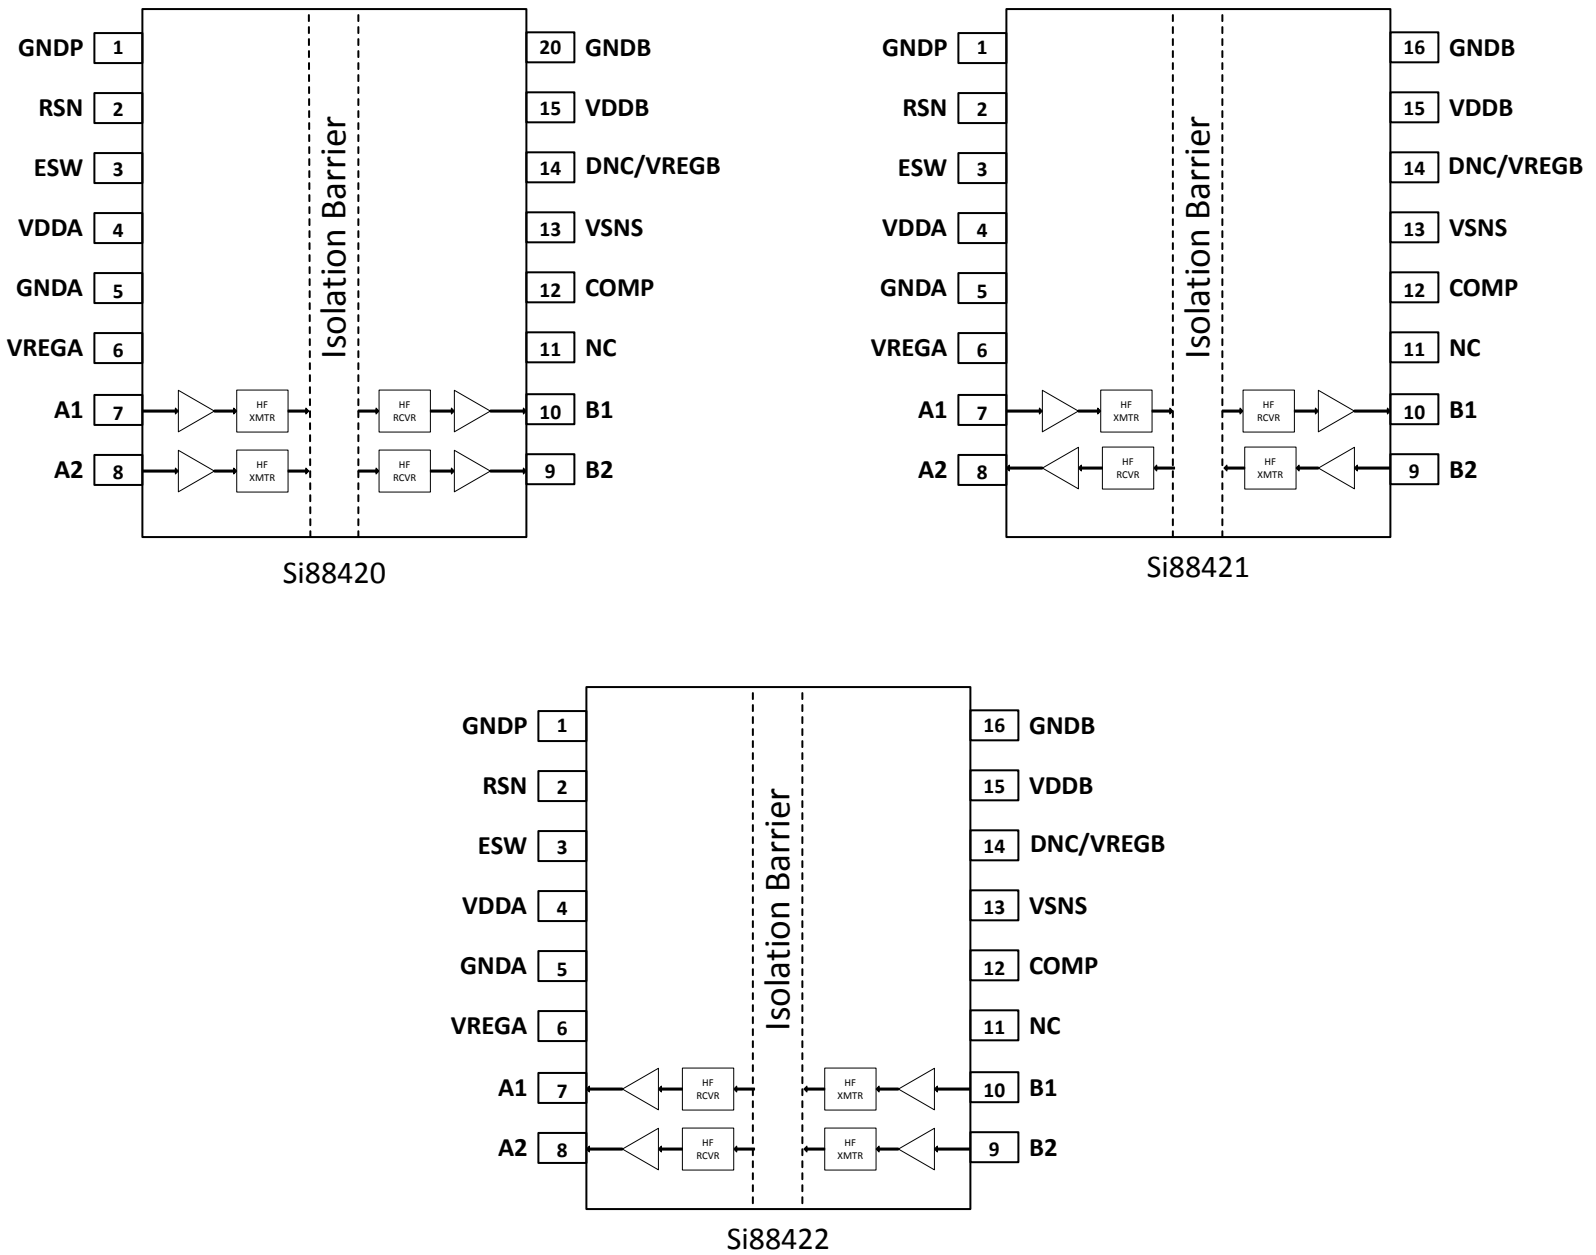 GNDP 1 20 GNDB
RSN 2 15 VDDB
ESW 3 14 DNC/VREGB
VDDA 4 13 VSNS
GNDA 5 12 COMP
VREGA 6 11 NC
A1 7 HF XMTR HF RCVR 10 B1
A2 8 HF XMTR HF RCVR 9 B2
Isolation Barrier
Si88420
GNDP 1 16 GNDB
RSN 2 15 VDDB
ESW 3 14 DNC/VREGB
VDDA 4 13 VSNS
GNDA 5 12 COMP
VREGA 6 11 NC
A1 7 HF XMTR HF RCVR 10 B1
A2 8 HF RCVR HF XMTR 9 B2
Isolation Barrier
Si88421
GNDP 1 16 GNDB
RSN 2 15 VDDB
ESW 3 14 DNC/VREGB
VDDA 4 13 VSNS
GNDA 5 12 COMP
VREGA 6 11 NC
A1 7 HF RCVR HF XMTR 10 B1
A2 8 HF RCVR HF XMTR 9 B2
Isolation Barrier
Si88422